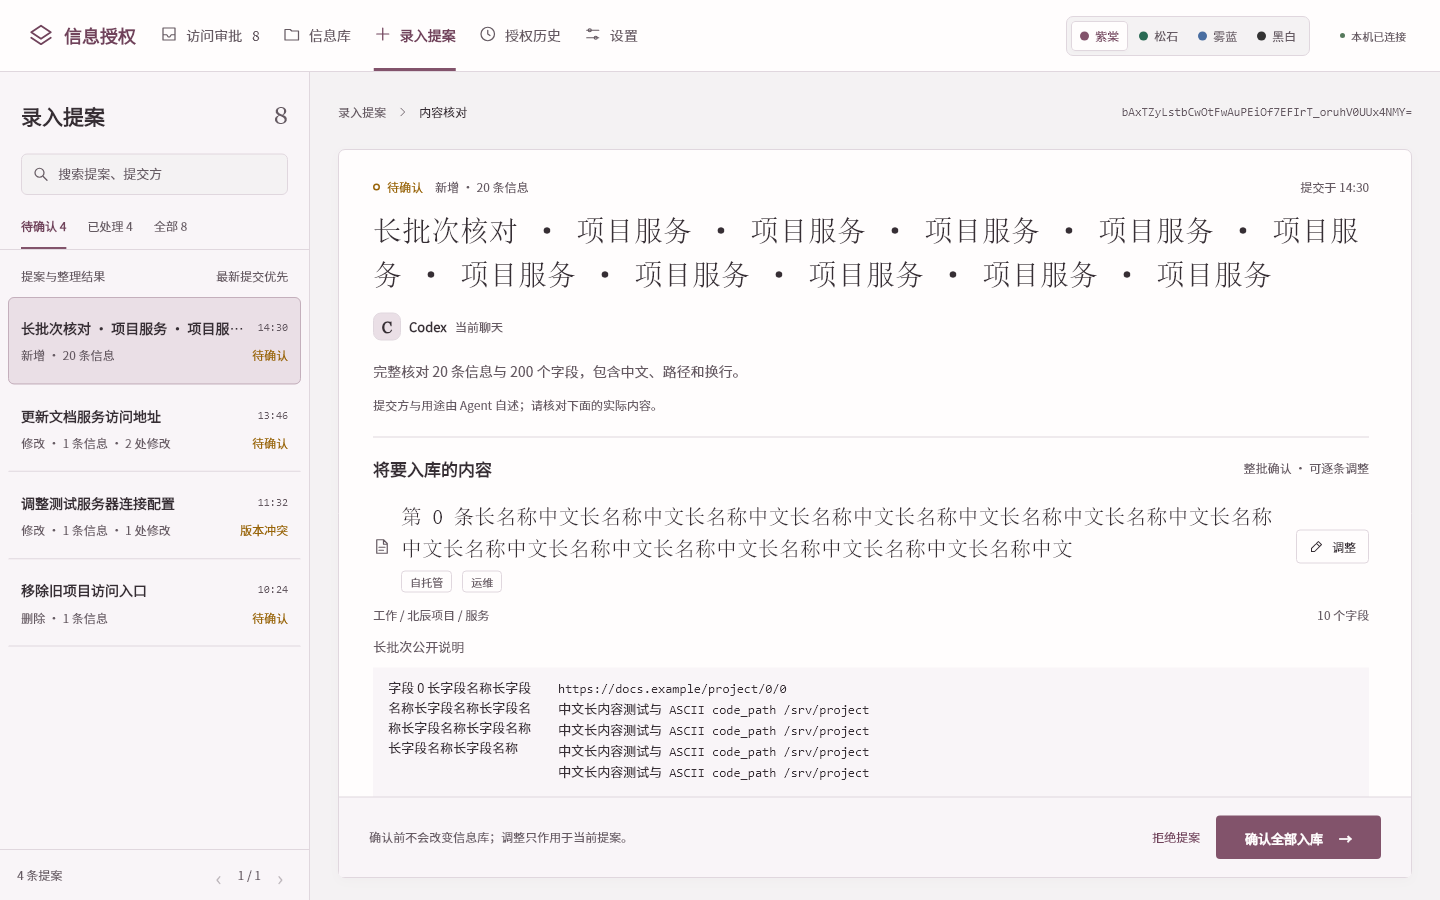 信息授权
访问审批 8
信息库
录入提案
授权历史
设置
紫棠
松石
雾蓝
黑白
本机已连接
录入提案 8
搜索提案、提交方
待确认 4 已处理 4 全部 8
提案与整理结果 最新提交优先
长批次核对 · 项目服务 · 项目服… 14:30
新增 · 20 条信息 待确认
更新文档服务访问地址 13:46
修改 · 1 条信息 · 2 处修改 待确认
调整测试服务器连接配置 11:32
修改 · 1 条信息 · 1 处修改 版本冲突
移除旧项目访问入口 10:24
删除 · 1 条信息 待确认
4 条提案 ‹ 1 / 1 ›
录入提案 > 内容核对 bAxTZyLstbCwOtFwAuPEiOf7EFIrT_oruhV0UUx4NMY=
待确认 新增 · 20 条信息 提交于 14:30
长批次核对 · 项目服务 · 项目服务 · 项目服务 · 项目服务 · 项目服
务 · 项目服务 · 项目服务 · 项目服务 · 项目服务 · 项目服务
C Codex 当前聊天
完整核对 20 条信息与 200 个字段，包含中文、路径和换行。
提交方与用途由 Agent 自述；请核对下面的实际内容。
将要入库的内容 整批确认 · 可逐条调整
第 0 条长名称中文长名称中文长名称中文长名称中文长名称中文长名称中文长名称中文长名称
中文长名称中文长名称中文长名称中文长名称中文长名称中文长名称中文
调整
自托管 运维
工作 / 北辰项目 / 服务 10 个字段
长批次公开说明
字段 0 长字段名称长字段
名称长字段名称长字段名
称长字段名称长字段名称
长字段名称长字段名称
https://docs.example/project/0/0
中文长内容测试与 ASCII code_path /srv/project
中文长内容测试与 ASCII code_path /srv/project
中文长内容测试与 ASCII code_path /srv/project
中文长内容测试与 ASCII code_path /srv/project
确认前不会改变信息库；调整只作用于当前提案。 拒绝提案 确认全部入库 →